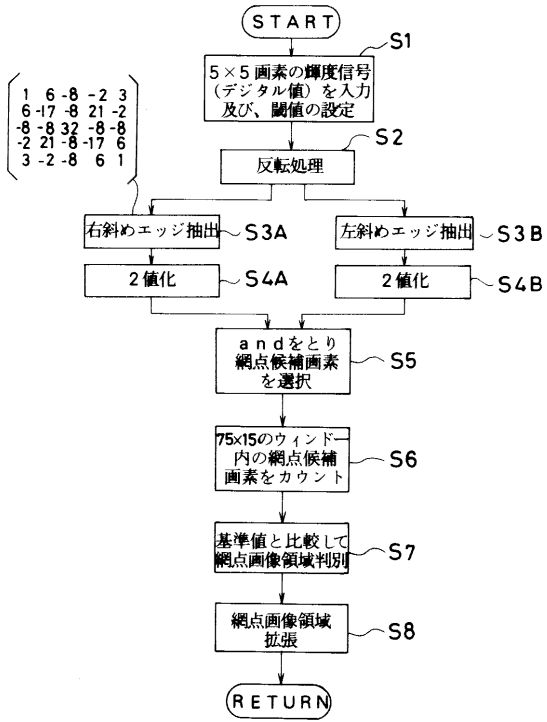 START
S1
5×5画素の輝度信号
(デジタル値)を入力
及び、閾値の設定
S2
反転処理
1 6 -8 -2 3
6 -17 -8 21 -2
-8 -8 32 -8 -8
-2 21 -8 -17 6
3 -2 -8 6 1
右斜めエッジ抽出
S3A
左斜めエッジ抽出
S3B
2値化
S4A
2値化
S4B
andをとり
網点候補画素
を選択
S5
75×15のウィンドー
内の網点候補
画素をカウント
S6
基準値と比較して
網点画像領域判別
S7
網点画像領域
拡張
S8
RETURN